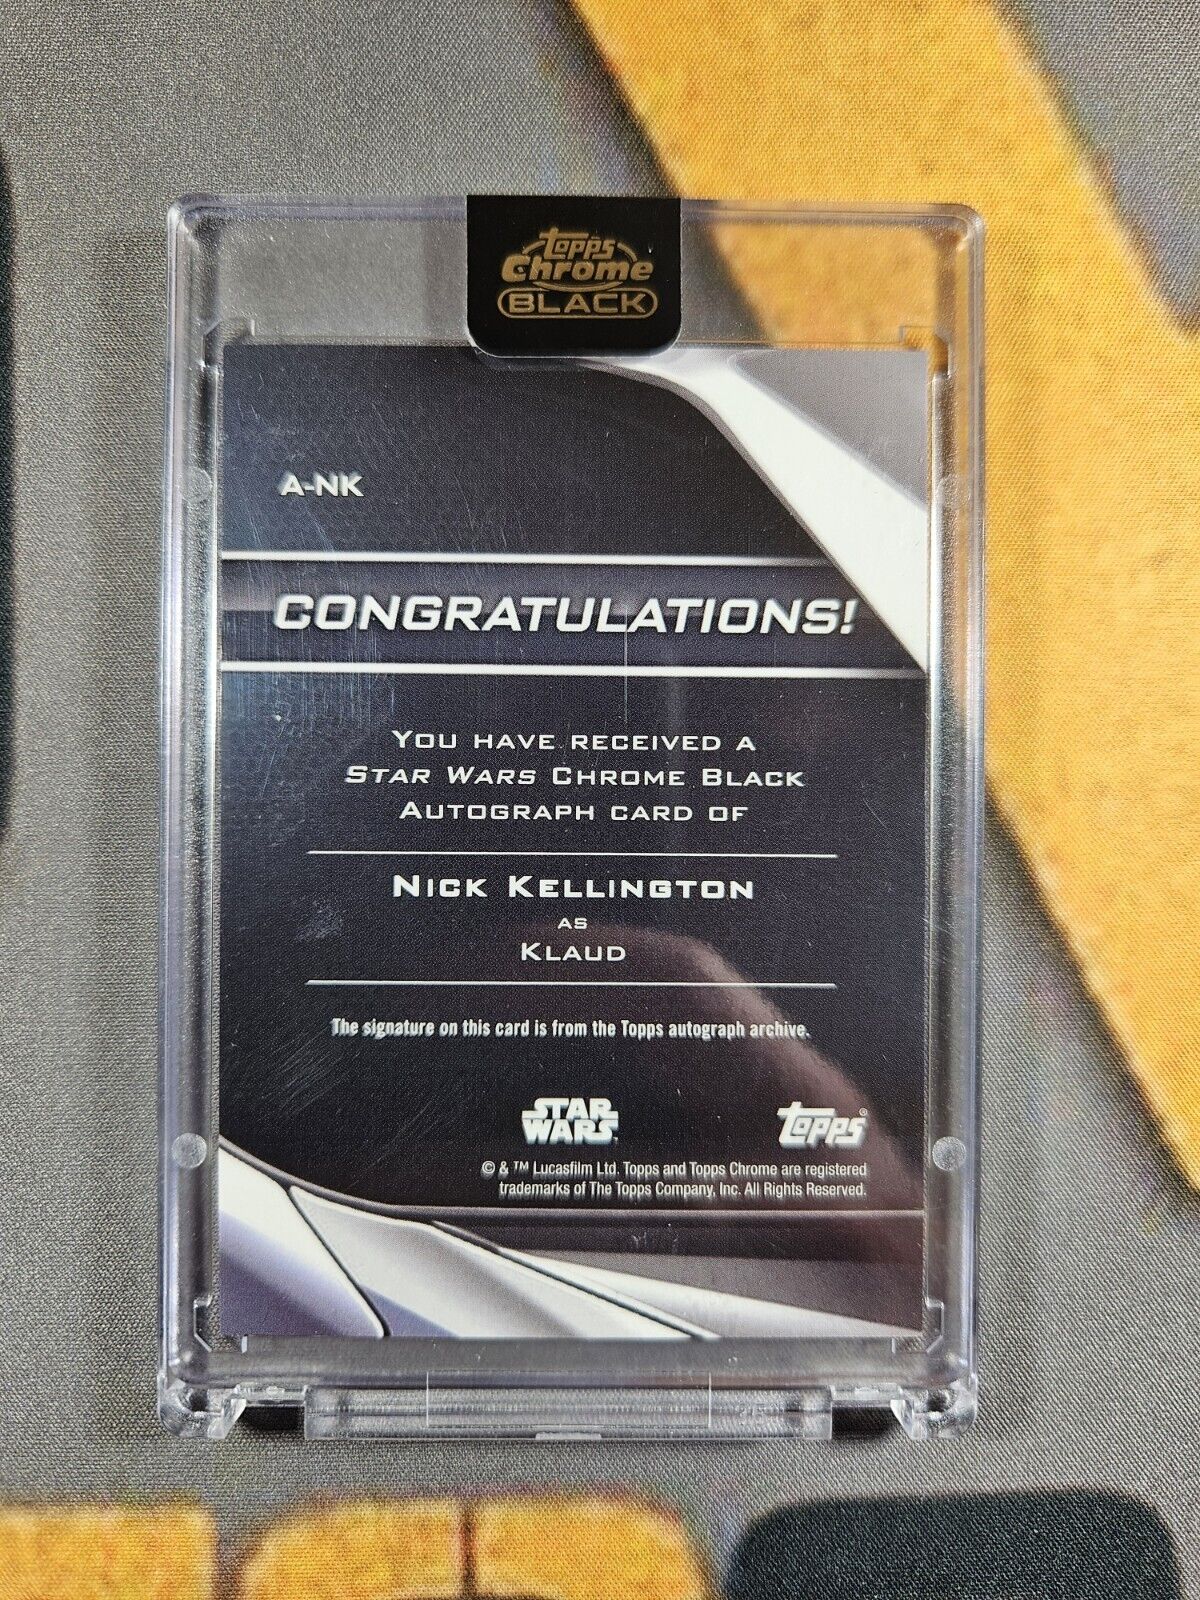 Topps
Chrome
BLACK
A-NK
CONGRATULATIONS!
YOU HAVE RECEIVED A
STAR WARS CHROME BLACK
AUTOGRAPH CARD OF
NICK KELLINGTON
AS
KLAUD
The signature on this card is from the Topps autograph archive.
STAR
WARS
Topps®
© & ™ Lucasfilm Ltd. Topps and Topps Chrome are registered
trademarks of The Topps Company, Inc. All Rights Reserved.